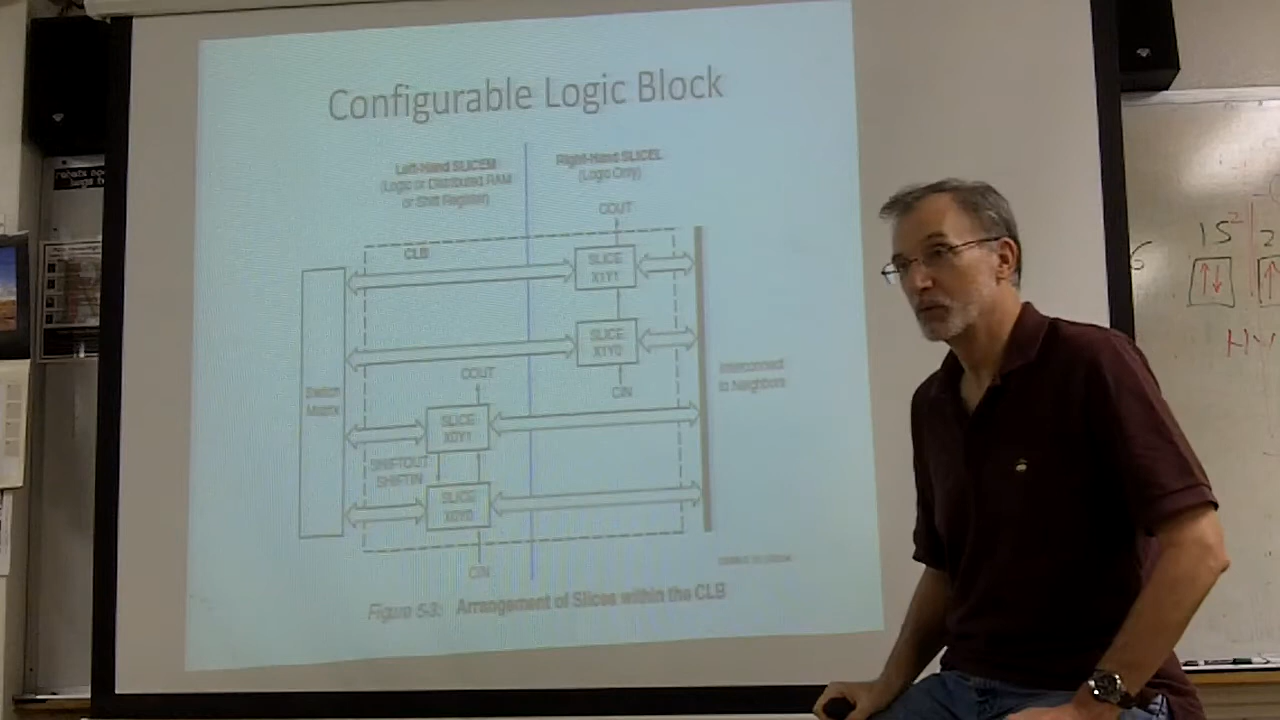 Configurable Logic Block
Left-Hand SLICEM
(Logic or Distributed RAM
or Shift Register)
Right-Hand SLICEL
(Logic Only)
COUT
CLB
SLICE
X1Y1
SLICE
X1Y0
COUT
CIN
Switch
Matrix
Interconnect
to Neighbors
SLICE
X0Y1
SHIFTOUT
SHIFTIN
SLICE
X0Y0
CIN
Figure 5-3: Arrangement of Slices within the CLB
1S²
2